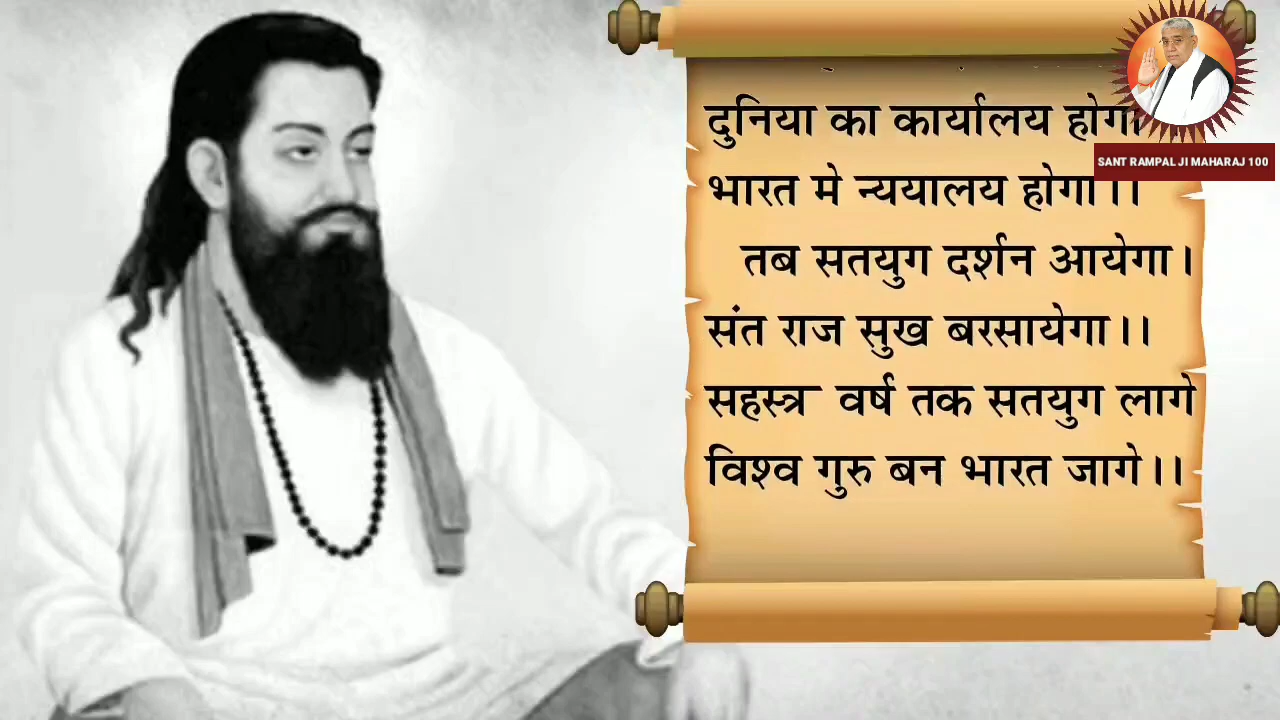 दुनिया का कार्यालय होगा
SANT RAMPAL JI MAHARAJ 100
भारत मे न्ययालय होगा।।
तब सतयुग दर्शन आयेगा।
संत राज सुख बरसायेगा।।
सहस्त्र वर्ष तक सतयुग लागे
विश्व गुरु बन भारत जागे।।